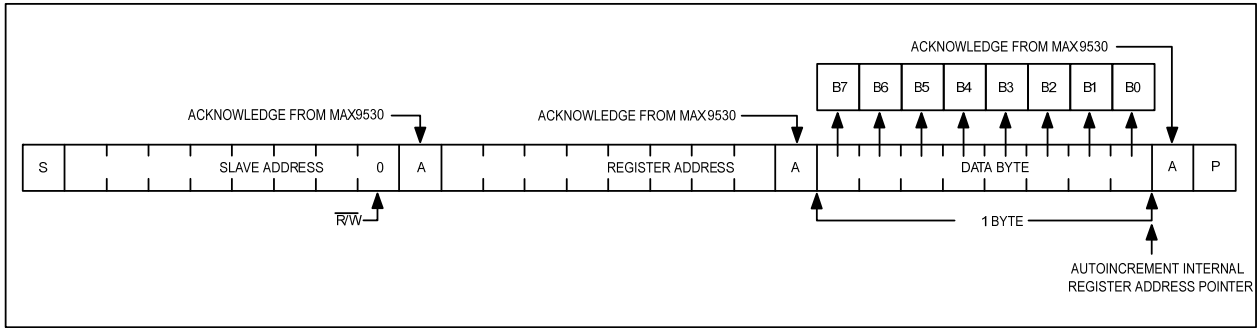 ACKNOWLEDGE FROM MAX9530
B7 B6 B5 B4 B3 B2 B1 B0
ACKNOWLEDGE FROM MAX9530
ACKNOWLEDGE FROM MAX9530
S SLAVE ADDRESS 0 A REGISTER ADDRESS A DATA BYTE A P
R/W
1 BYTE
AUTOINCREMENT INTERNAL
REGISTER ADDRESS POINTER